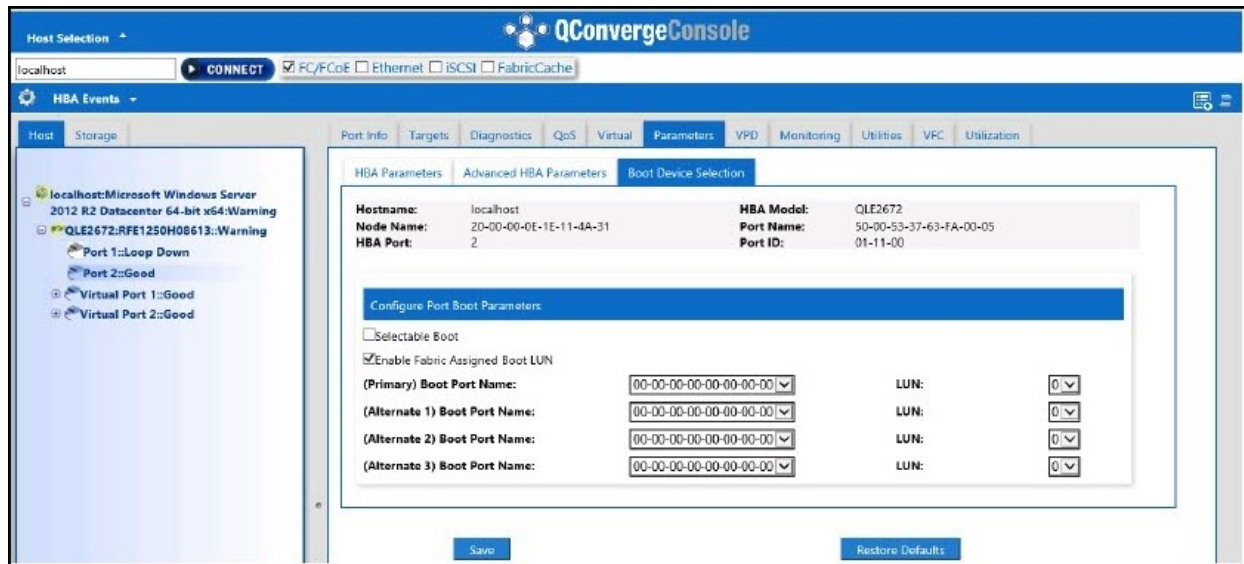 Host Selection
QConvergeConsole
localhost CONNECT FC/FCoE Ethernet iSCSI FabricCache
HBA Events
Host Storage
localhost:Microsoft Windows Server
2012 R2 Datacenter 64-bit x64:Warning
QLE2672:RFE1250H08613::Warning
Port 1::Loop Down
Port 2::Good
Virtual Port 1::Good
Virtual Port 2::Good
Port Info Targets Diagnostics QoS Virtual Parameters VPD Monitoring Utilities VFC Utilization
HBA Parameters Advanced HBA Parameters Boot Device Selection
Hostname: localhost HBA Model: QLE2672
Node Name: 20-00-00-0E-1E-11-4A-31 Port Name: 50-00-53-37-63-FA-00-05
HBA Port: 2 Port ID: 01-11-00
Configure Port Boot Parameters
Selectable Boot
Enable Fabric Assigned Boot LUN
(Primary) Boot Port Name: 00-00-00-00-00-00-00-00 LUN: 0
(Alternate 1) Boot Port Name: 00-00-00-00-00-00-00-00 LUN: 0
(Alternate 2) Boot Port Name: 00-00-00-00-00-00-00-00 LUN: 0
(Alternate 3) Boot Port Name: 00-00-00-00-00-00-00-00 LUN: 0
Save Restore Defaults